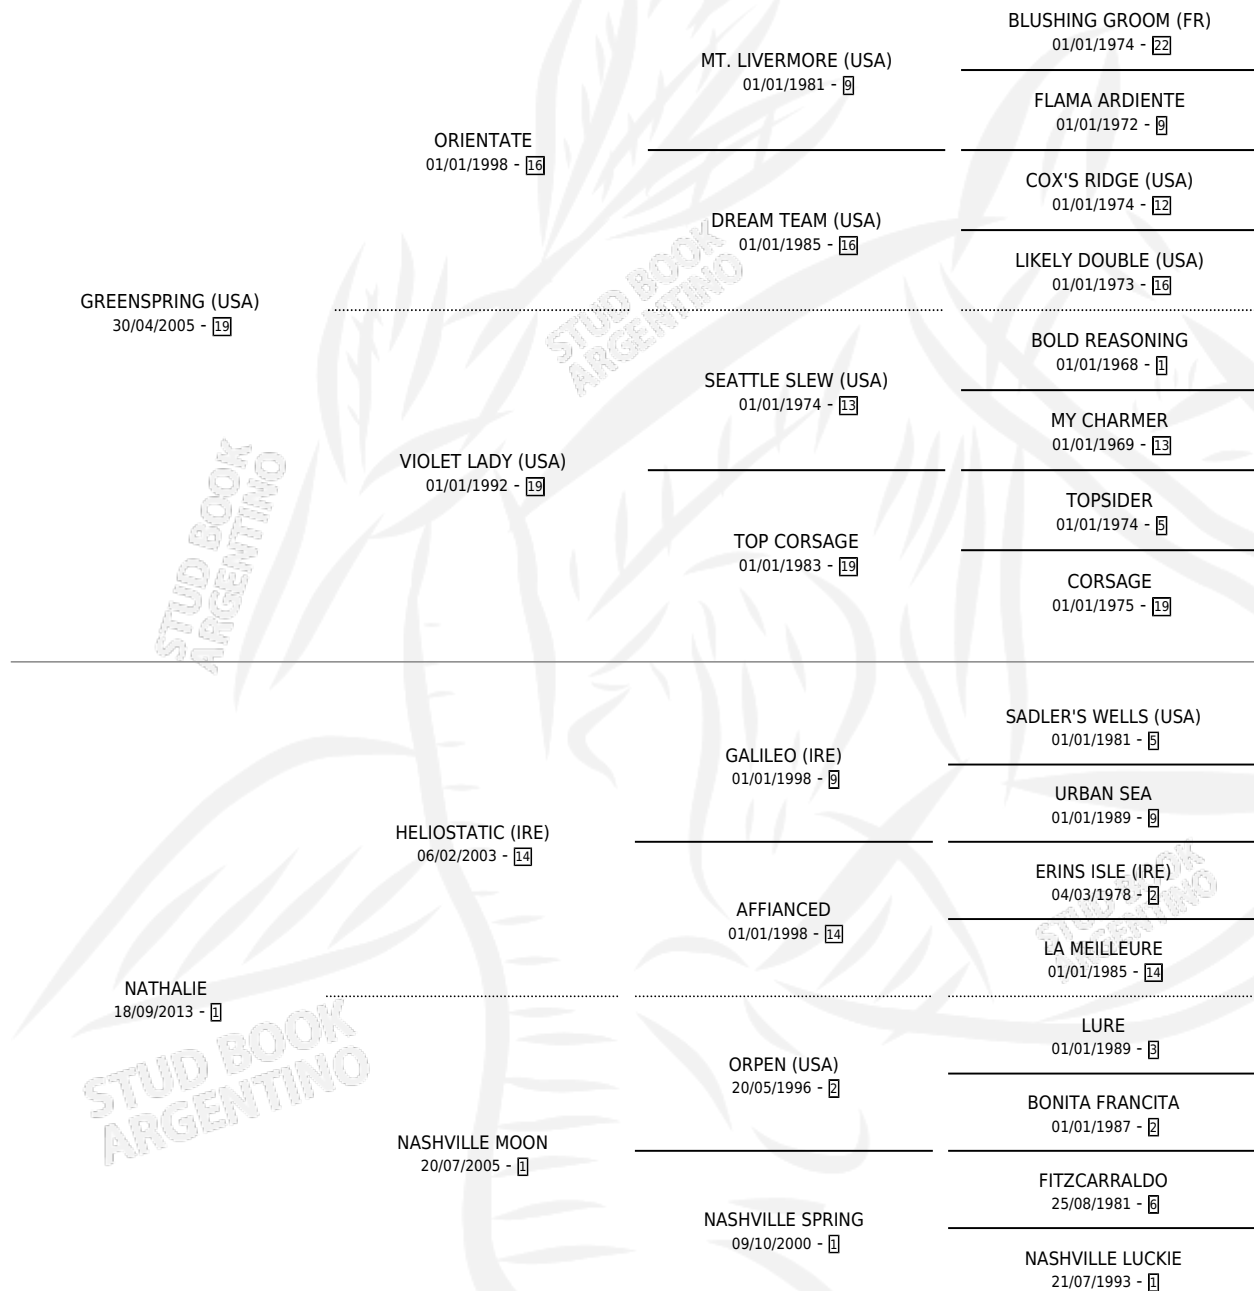 BLUSHING GROOM (FR)
01/01/1974 - 22
MT. LIVERMORE (USA)
01/01/1981 - 9
FLAMA ARDIENTE
01/01/1972 - 9
ORIENTATE
01/01/1998 - 16
COX'S RIDGE (USA)
01/01/1974 - 12
DREAM TEAM (USA)
01/01/1985 - 16
LIKELY DOUBLE (USA)
01/01/1973 - 16
GREENSPRING (USA)
30/04/2005 - 19
BOLD REASONING
01/01/1968 - 1
SEATTLE SLEW (USA)
01/01/1974 - 13
MY CHARMER
01/01/1969 - 13
VIOLET LADY (USA)
01/01/1992 - 19
TOPSIDER
01/01/1974 - 5
TOP CORSAGE
01/01/1983 - 19
CORSAGE
01/01/1975 - 19
STUD BOOK
ARGENTINO
STUD BOOK
ARGENTINO
SADLER'S WELLS (USA)
01/01/1981 - 5
GALILEO (IRE)
01/01/1998 - 9
URBAN SEA
01/01/1989 - 9
HELIOSTATIC (IRE)
06/02/2003 - 14
ERINS ISLE (IRE)
04/03/1978 - 2
AFFIANCED
01/01/1998 - 14
LA MEILLEURE
01/01/1985 - 14
NATHALIE
18/09/2013 - 1
LURE
01/01/1989 - 3
ORPEN (USA)
20/05/1996 - 2
BONITA FRANCITA
01/01/1987 - 2
NASHVILLE MOON
20/07/2005 - 1
FITZCARRALDO
25/08/1981 - 6
NASHVILLE SPRING
09/10/2000 - 1
NASHVILLE LUCKIE
21/07/1993 - 1
STUD BOOK
ARGENTINO
STUD BOOK
ARGENTINO